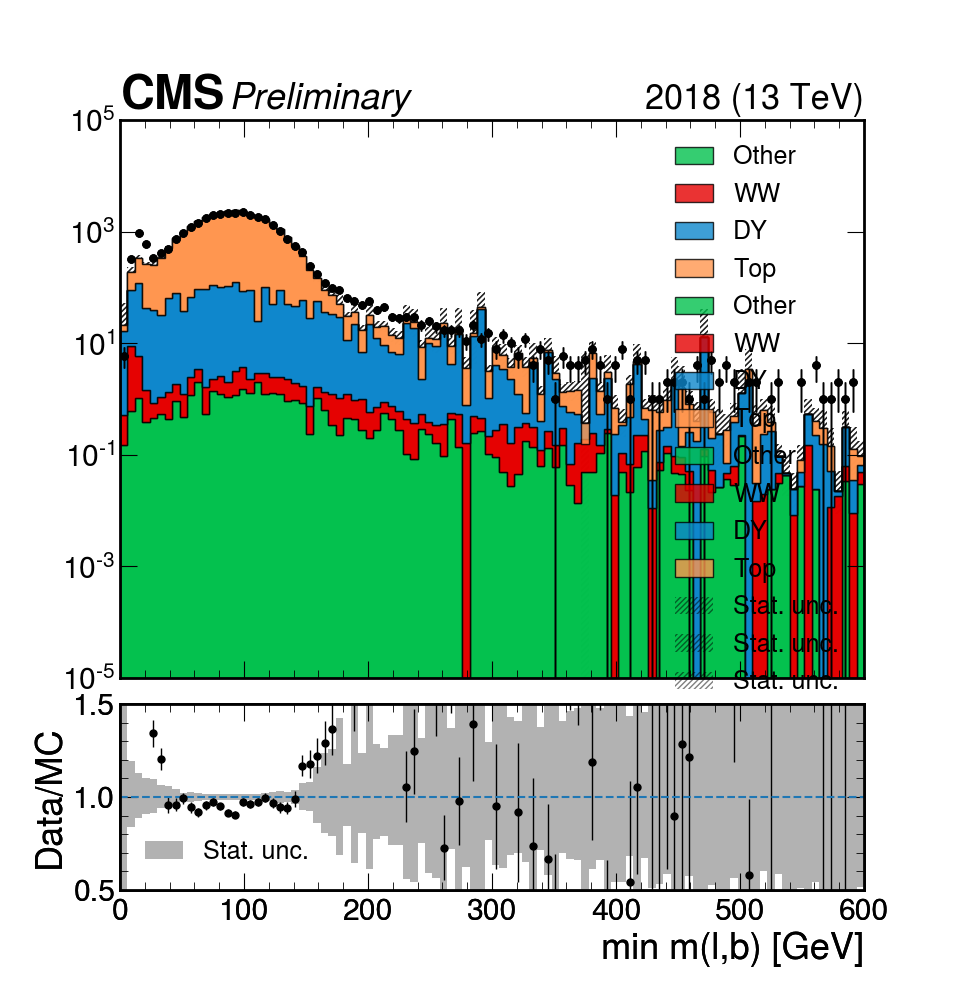 CMS Preliminary 2018 (13 TeV)
10^5
10^3
10^1
10^-1
10^-3
10^-5
Other
WW
DY
Top
Other
WW
DY
Top
Other
WW
DY
Top
Stat. unc.
Stat. unc.
Stat. unc.
1.5
1.0
0.5
Data/MC
Stat. unc.
0 100 200 300 400 500 600
min m(l,b) [GeV]